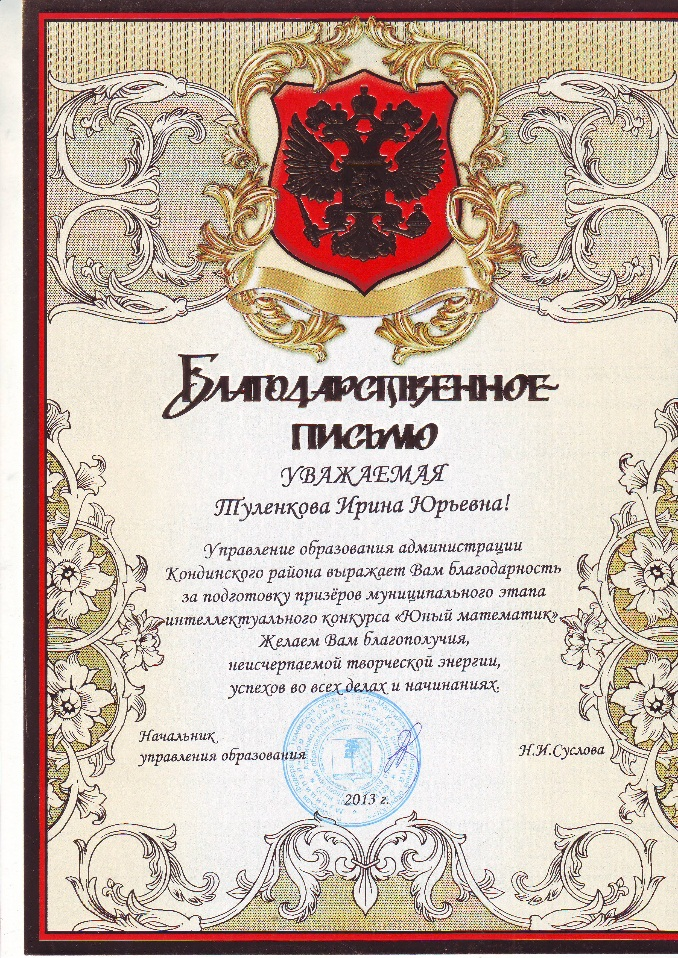 Благодарственное
письмо
УВАЖАЕМАЯ
Туленкова Ирина Юрьевна!
Управление образования администрации
Кондинского района выражает Вам благодарность
за подготовку призёров муниципального этапа
интеллектуального конкурса «Юный математик»
Желаем Вам благополучия,
неисчерпаемой творческой энергии,
успехов во всех делах и начинаниях.
Начальник
управления образования
Н.И.Суслова
2013 г.